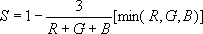 S = 1 − 3/(R + G + B) [min( R, G, B)]